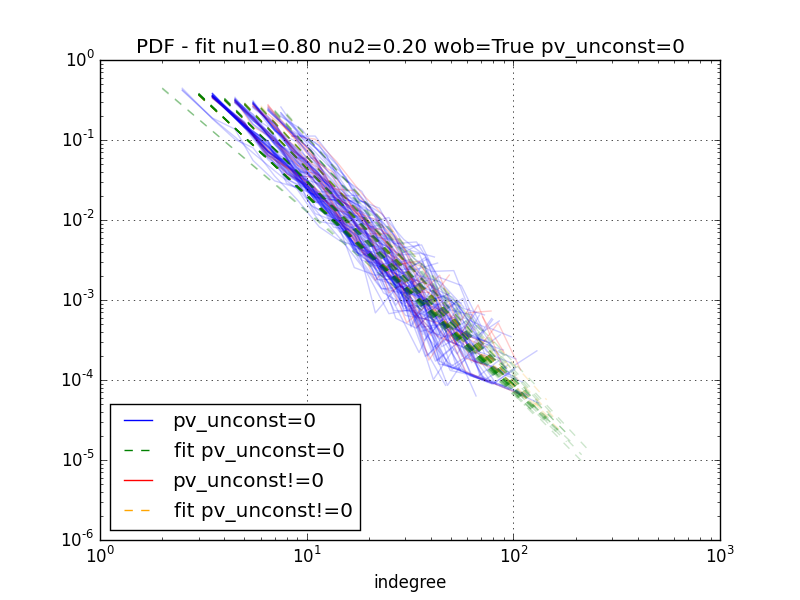 PDF - fit nu1=0.80 nu2=0.20 wob=True pv_unconst=0
10^0
10^-1
10^-2
10^-3
10^-4
10^-5
10^-6
pv_unconst=0
fit pv_unconst=0
pv_unconst!=0
fit pv_unconst!=0
10^0 10^1 10^2 10^3
indegree